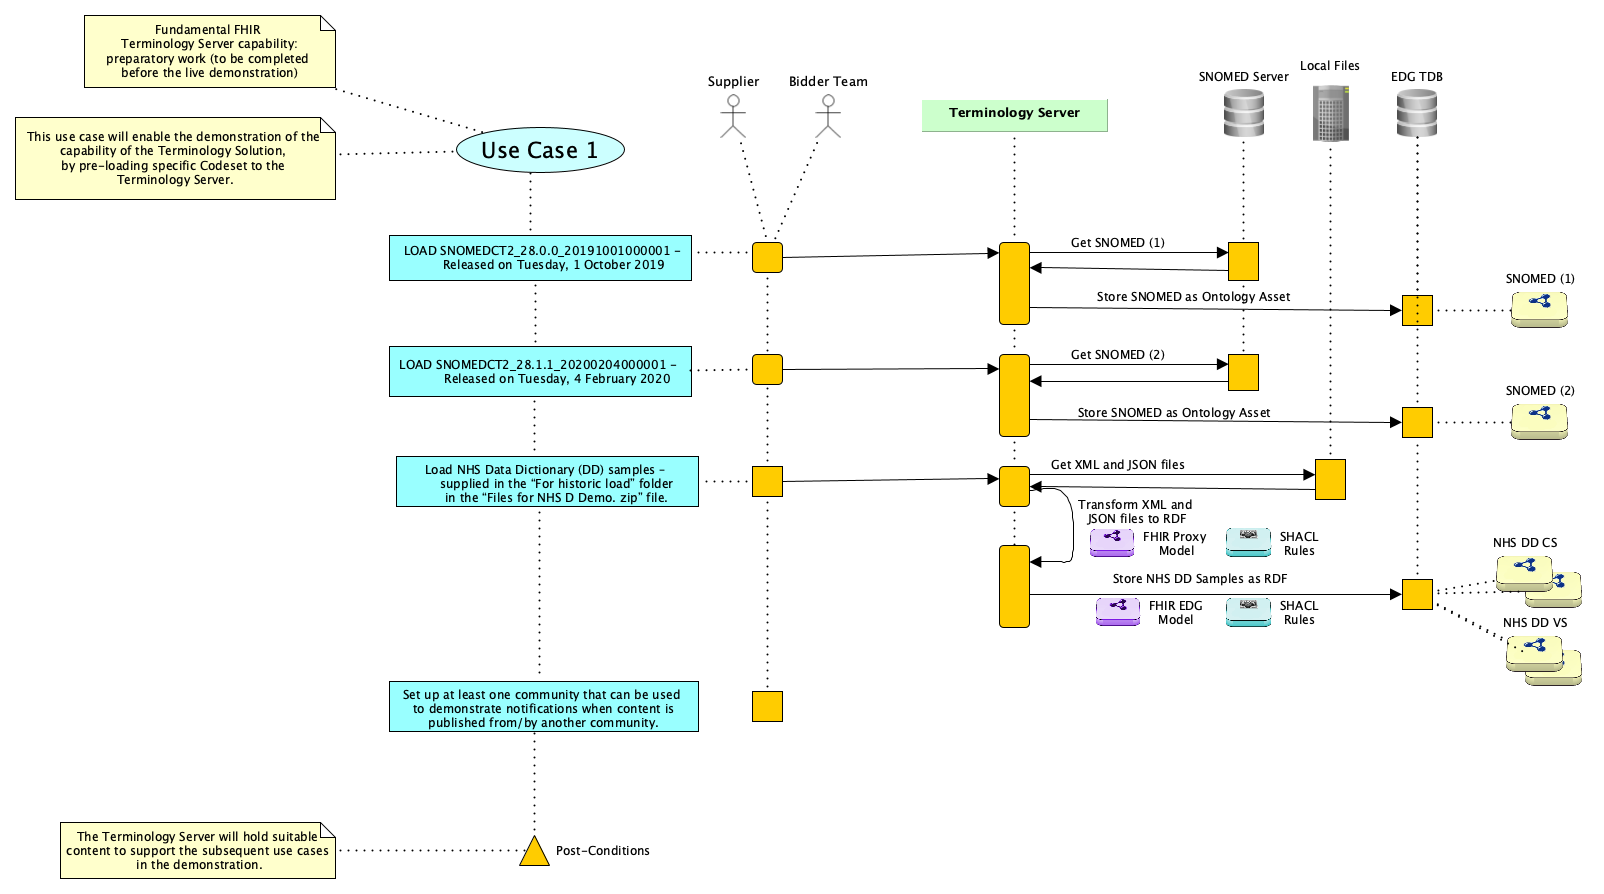 Fundamental FHIR
Terminology Server capability:
preparatory work (to be completed
before the live demonstration)
This use case will enable the demonstration of the
capability of the Terminology Solution,
by pre-loading specific Codeset to the
Terminology Server.
Use Case 1
Supplier
Bidder Team
Terminology Server
SNOMED Server
Local Files
EDG TDB
LOAD SNOMEDCT2_28.0.0_20191001000001 –
Released on Tuesday, 1 October 2019
Get SNOMED (1)
Store SNOMED as Ontology Asset
SNOMED (1)
LOAD SNOMEDCT2_28.1.1_20200204000001 –
Released on Tuesday, 4 February 2020
Get SNOMED (2)
Store SNOMED as Ontology Asset
SNOMED (2)
Load NHS Data Dictionary (DD) samples –
supplied in the “For historic load” folder
in the “Files for NHS D Demo. zip” file.
Get XML and JSON files
Transform XML and
JSON files to RDF
FHIR Proxy
Model
SHACL
Rules
Store NHS DD Samples as RDF
FHIR EDG
Model
SHACL
Rules
NHS DD CS
NHS DD VS
Set up at least one community that can be used
to demonstrate notifications when content is
published from/by another community.
The Terminology Server will hold suitable
content to support the subsequent use cases
in the demonstration.
Post-Conditions